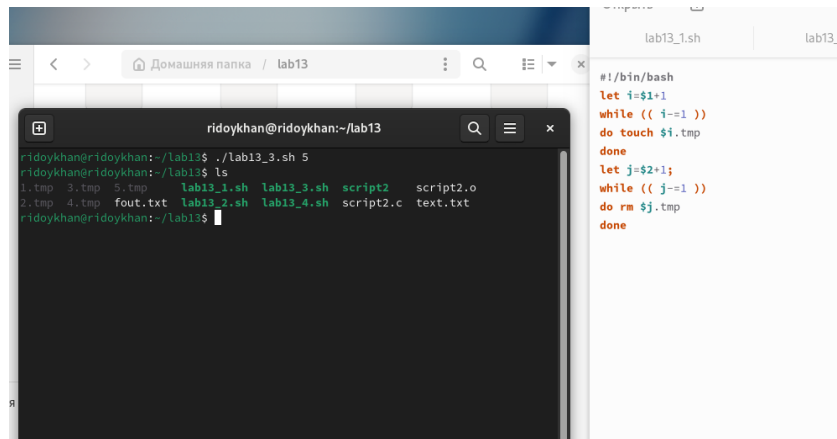 Домашняя папка / lab13
ridoykhan@ridoykhan:~/lab13
ridoykhan@ridoykhan:~/lab13$ ./lab13_3.sh 5
ridoykhan@ridoykhan:~/lab13$ ls
1.tmp 3.tmp 5.tmp lab13_1.sh lab13_3.sh script2 script2.o
2.tmp 4.tmp fout.txt lab13_2.sh lab13_4.sh script2.c text.txt
ridoykhan@ridoykhan:~/lab13$
я
lab13_1.sh lab13_
#!/bin/bash
let i=$1+1
while (( i-=1 ))
do touch $i.tmp
done
let j=$2+1;
while (( j-=1 ))
do rm $j.tmp
done